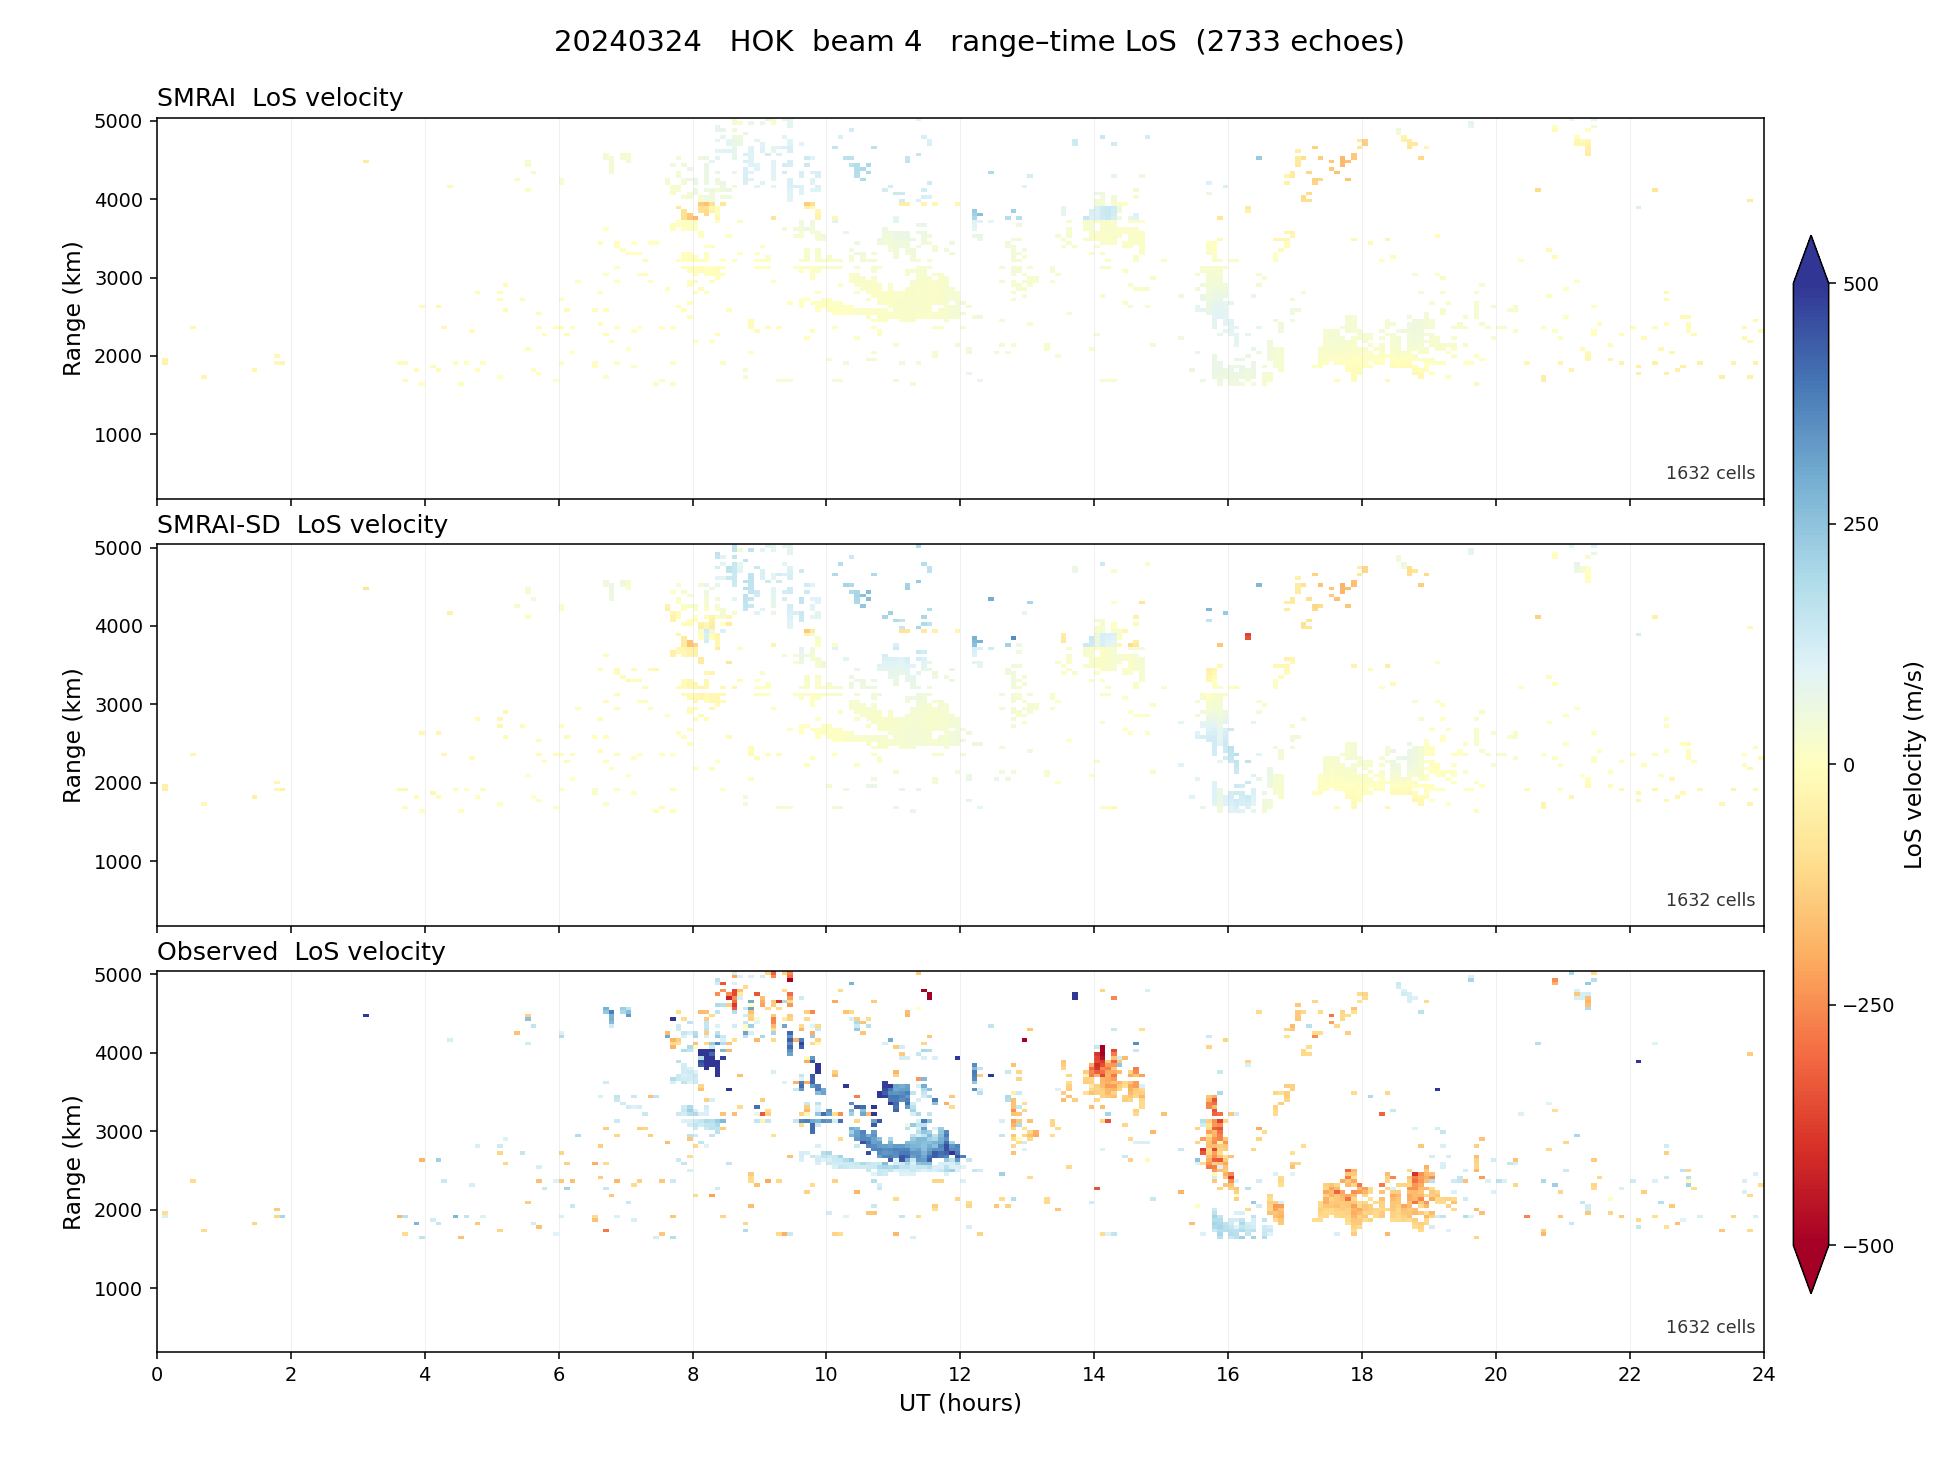 20240324   HOK  beam 4   range–time LoS  (2733 echoes)
SMRAI  LoS velocity
5000
4000
3000
2000
1000
Range (km)
1632 cells
SMRAI-SD  LoS velocity
5000
4000
3000
2000
1000
Range (km)
1632 cells
Observed  LoS velocity
5000
4000
3000
2000
1000
Range (km)
1632 cells
0 2 4 6 8 10 12 14 16 18 20 22 24
UT (hours)
500
250
0
−250
−500
LoS velocity (m/s)